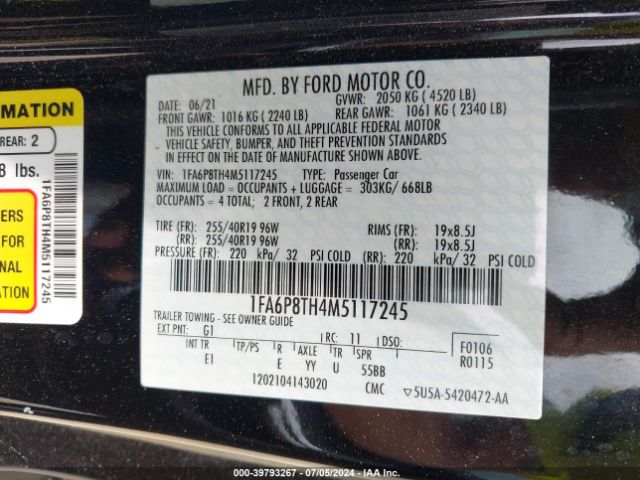 ORMATION
REAR: 2
8 lbs.
ERS
FOR
NAL
ION
1FA6P8TH4M5117245
MFD. BY FORD MOTOR CO.
DATE: 06/21 GVWR: 2050 KG ( 4520 LB)
FRONT GAWR: 1016 KG ( 2240 LB) REAR GAWR: 1061 KG ( 2340 LB)
THIS VEHICLE CONFORMS TO ALL APPLICABLE FEDERAL MOTOR
VEHICLE SAFETY, BUMPER, AND THEFT PREVENTION STANDARDS
IN EFFECT ON THE DATE OF MANUFACTURE SHOWN ABOVE.
VIN: 1FA6P8TH4M5117245 TYPE: Passenger Car
MAXIMUM LOAD = OCCUPANTS + LUGGAGE = 303KG/ 668LB
OCCUPANTS = 4 TOTAL; 2 FRONT, 2 REAR
TIRE (FR): 255/40R19 96W RIMS (FR): 19x8.5J
(RR): 255/40R19 96W (RR): 19x8.5J
PRESSURE (FR): 220 kPa/ 32 PSI COLD (RR): 220 kPa/ 32 PSI COLD
1FA6P8TH4M5117245
TRAILER TOWING - SEE OWNER GUIDE
EXT PNT: G1 RC: 11 DSO: F0106
INT TR TP/PS R AXLE TR SPR R0115
E1 E YY U 55BB
1202104143020 CMC ▽5U5A-5420472-AA
000-39793267 - 07/05/2024 - IAA Inc.